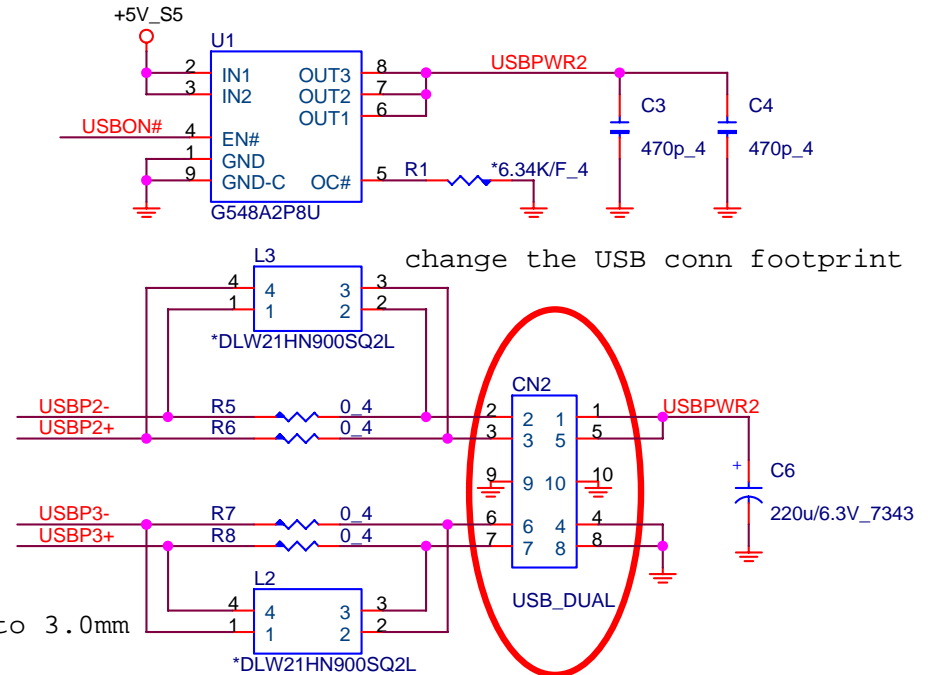 +5V_S5
U1
2 IN1 OUT3 8 USBPWR2
3 IN2 OUT2 7
OUT1 6
USBON# 4 EN#
1 GND
9 GND-C OC# 5 R1 *6.34K/F_4
G548A2P8U
C3
470p_4
C4
470p_4
change the USB conn footprint
L3
4 4 3 3
1 1 2 2
*DLW21HN900SQ2L
CN2
USBP2- R5 0_4 2 2 1 1 USBPWR2
USBP2+ R6 0_4 3 3 5 5
9 9 10 10
+ C6
220u/6.3V_7343
USBP3- R7 0_4 6 6 4 4
USBP3+ R8 0_4 7 7 8 8
USB_DUAL
L2
4 4 3 3
1 1 2 2
*DLW21HN900SQ2L
to 3.0mm